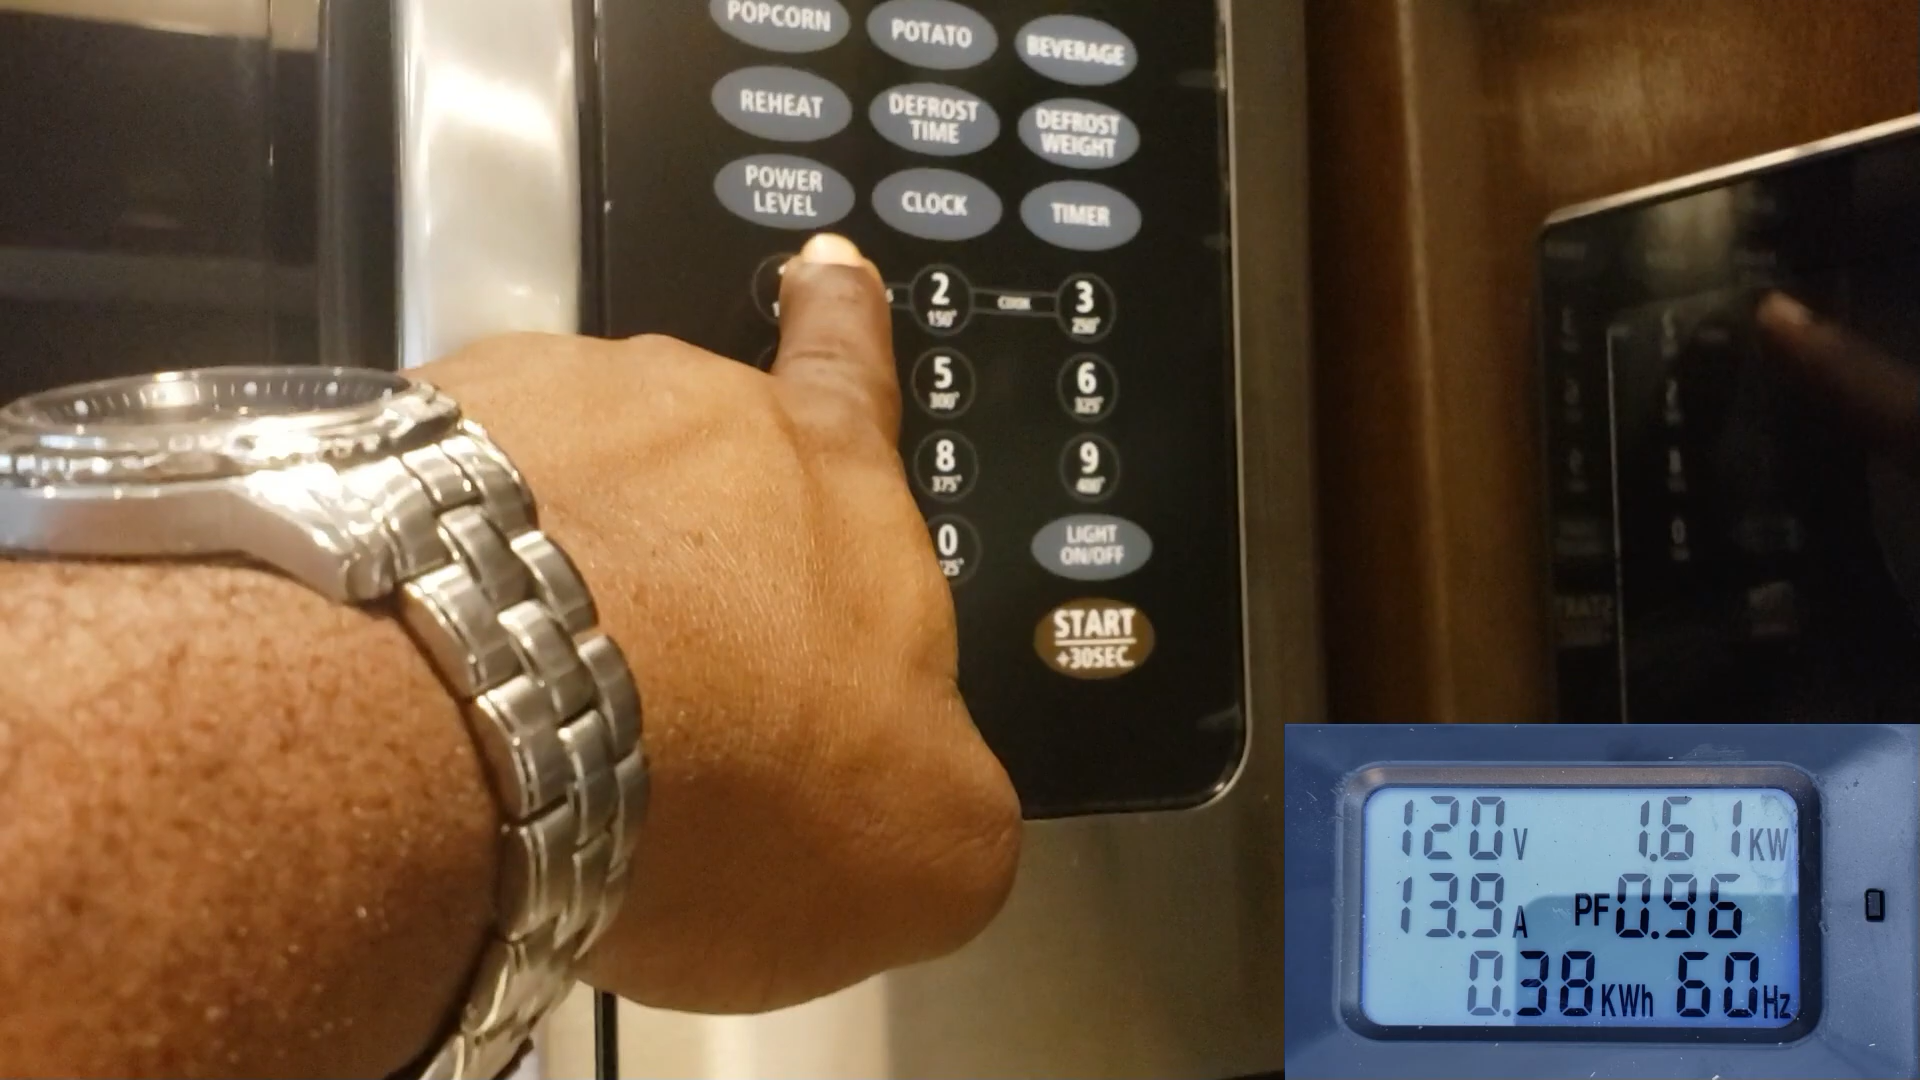 POPCORN
POTATO
BEVERAGE
REHEAT
DEFROST
TIME
DEFROST
WEIGHT
POWER
LEVEL
CLOCK
TIMER
2
150°
COOK
3
250°
5
300°
6
325°
8
375°
9
400°
0
LIGHT
ON/OFF
START
+30SEC.
120V 1.61KW
13.9A PF0.96
0.38KWh 60Hz